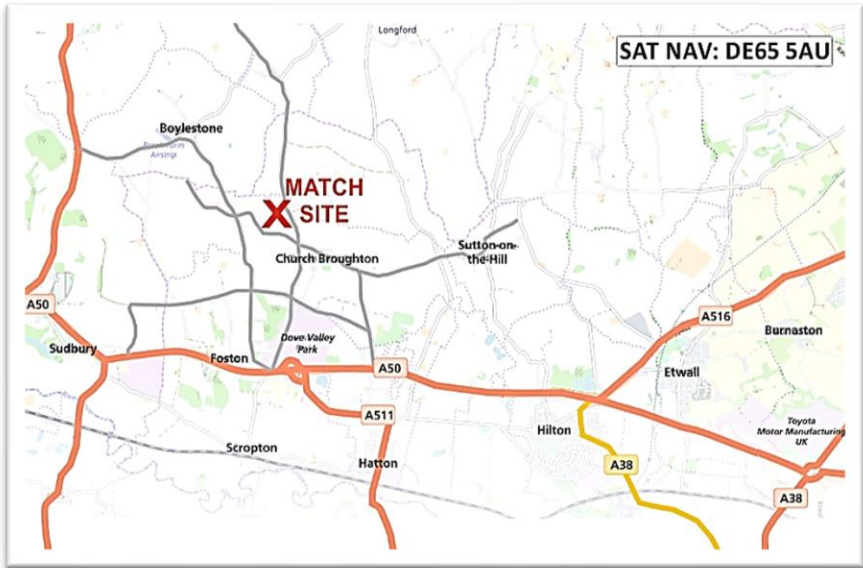 Longford
SAT NAV: DE65 5AU
Boylestone
Airstrip
MATCH
SITE
Sutton-on-
the-Hill
Church Broughton
A50
A516
Burnaston
Sudbury
Foston
Dove Valley
Park
A50
Etwall
A511
Hilton
Toyota
Motor Manufacturing
UK
Scropton
Hatton
A38
A38